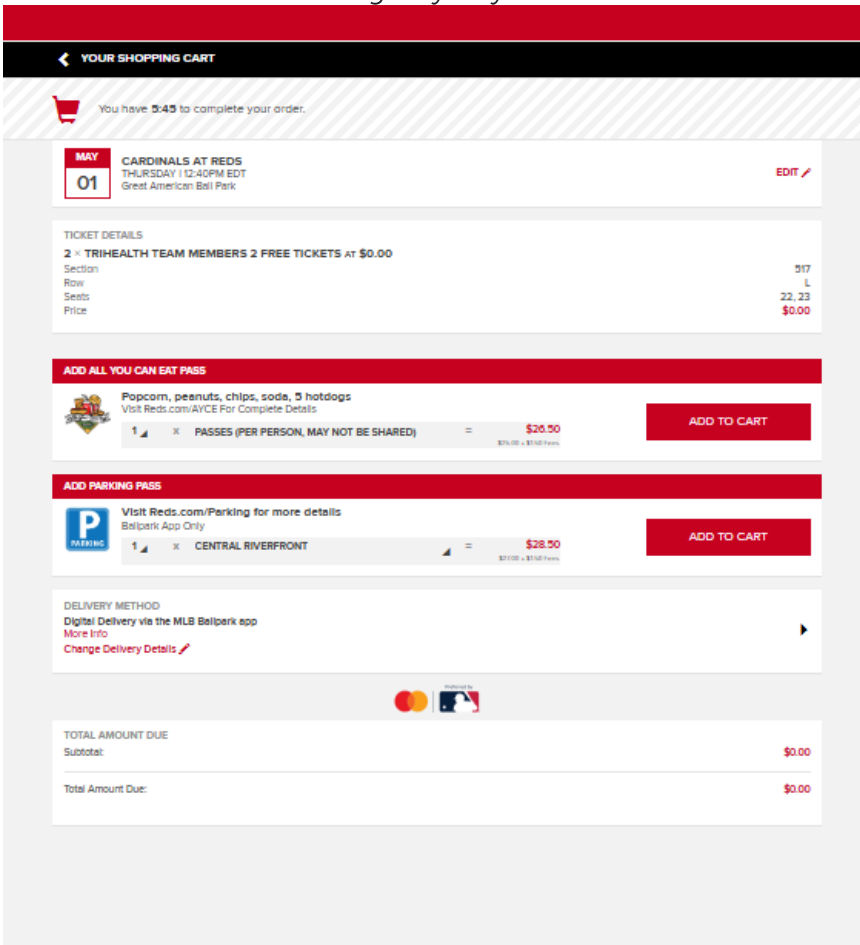 YOUR SHOPPING CART
You have 5:45 to complete your order.
MAY
01
CARDINALS AT REDS
THURSDAY | 12:40PM EDT
Great American Ball Park
EDIT
TICKET DETAILS
2 × TRIHEALTH TEAM MEMBERS 2 FREE TICKETS AT $0.00
Section 517
Row L
Seats 22, 23
Price $0.00
ADD ALL YOU CAN EAT PASS
Popcorn, peanuts, chips, soda, 5 hotdogs
Visit Reds.com/AYCE For Complete Details
1 x PASSES (PER PERSON, MAY NOT BE SHARED) = $26.50
ADD TO CART
ADD PARKING PASS
Visit Reds.com/Parking for more details
Ballpark App Only
P
PARKING
1 x CENTRAL RIVERFRONT = $28.50
ADD TO CART
DELIVERY METHOD
Digital Delivery via the MLB Ballpark app
More Info
Change Delivery Details
TOTAL AMOUNT DUE
Subtotal: $0.00
Total Amount Due: $0.00